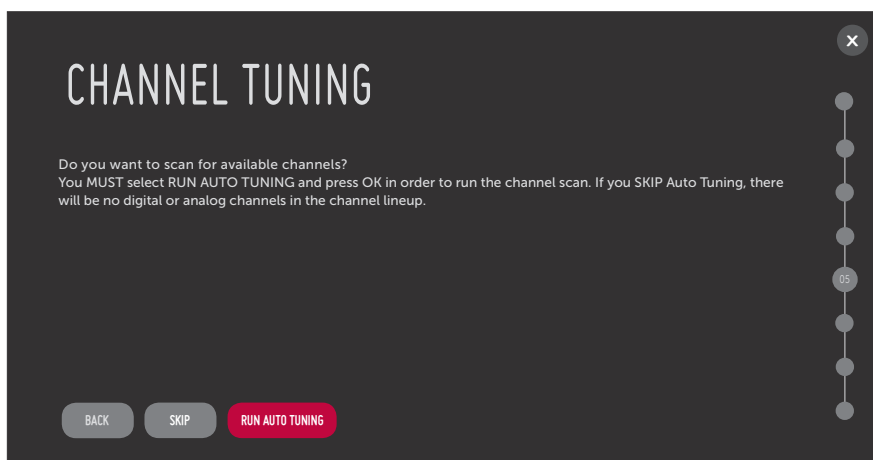 X
CHANNEL TUNING
Do you want to scan for available channels?
You MUST select RUN AUTO TUNING and press OK in order to run the channel scan. If you SKIP Auto Tuning, there
will be no digital or analog channels in the channel lineup.
05
BACK SKIP RUN AUTO TUNING